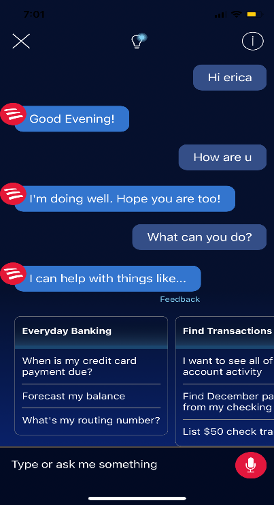 7:01
Hi erica
Good Evening!
How are u
I'm doing well. Hope you are too!
What can you do?
I can help with things like...
Feedback
Everyday Banking
When is my credit card
payment due?
Forecast my balance
What's my routing number?
Find Transactions
I want to see all of
account activity
Find December pa
from my checking
List $50 check tra
Type or ask me something